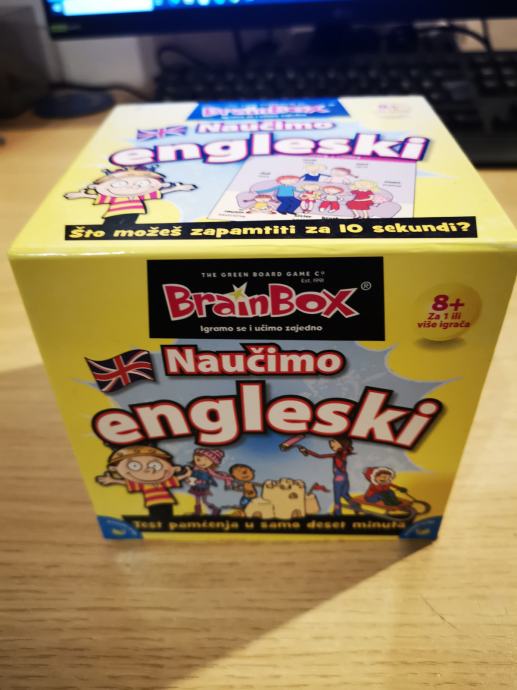 BrainBox
Naučimo
engleski
Što možeš zapamtiti za 10 sekundi?
THE GREEN BOARD GAME Cº
Est. 1991
BrainBox®
Igramo se i učimo zajedno
8+
Za 1 ili
više igrača
Naučimo
engleski
Test pamćenja u samo deset minuta